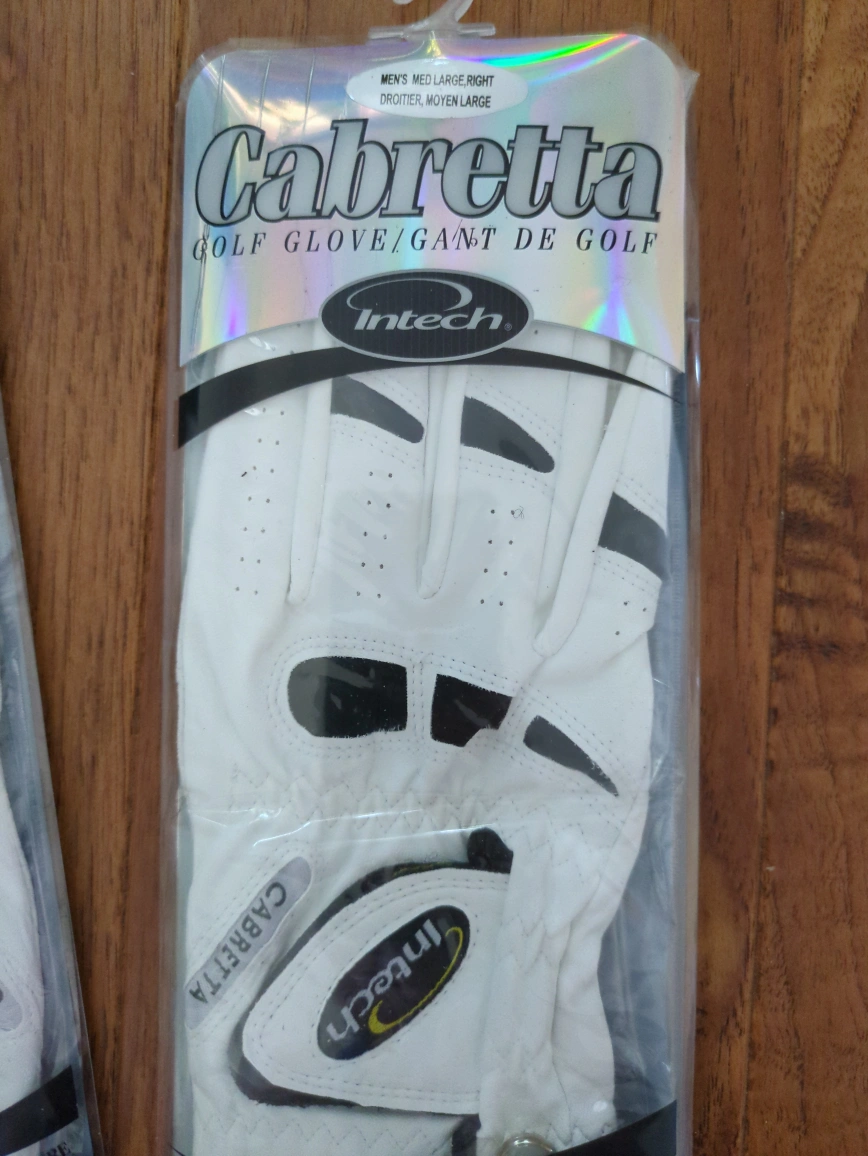 MEN'S MED LARGE,RIGHT
DROITIER, MOYEN LARGE
Cabretta
GOLF GLOVE/GANT DE GOLF
Intech®
CABRETTA
Intech